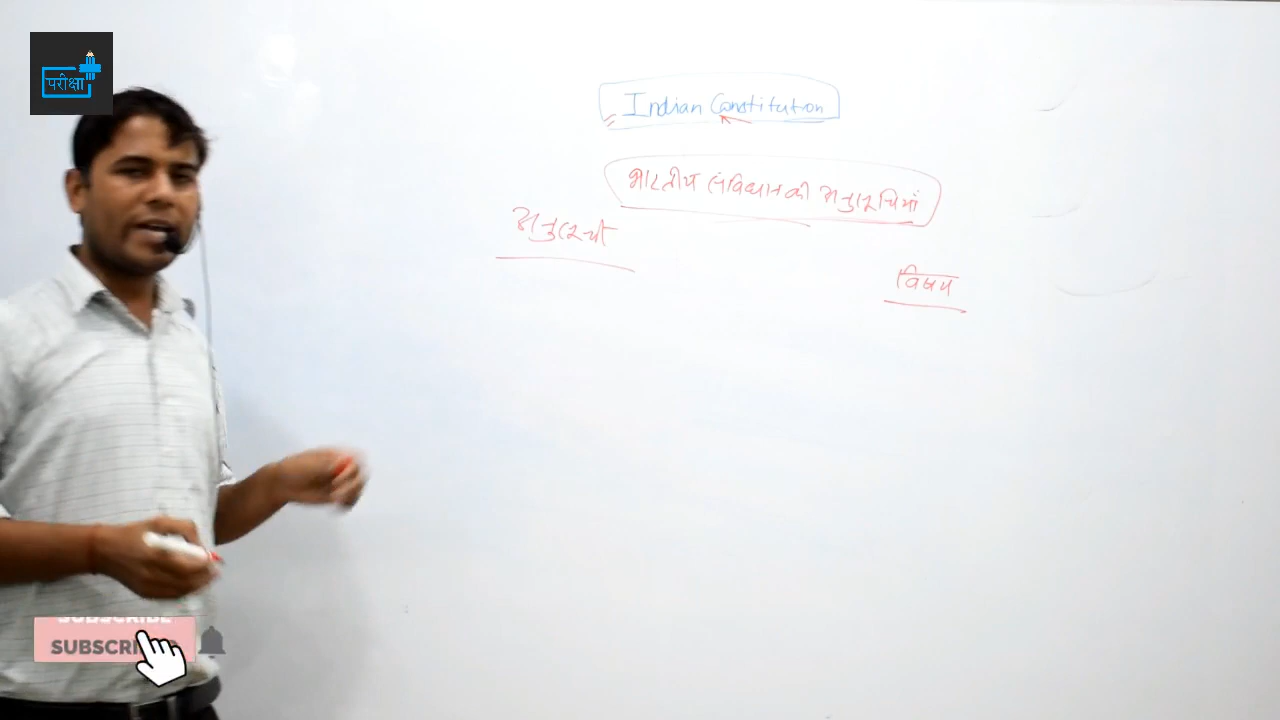 परीक्षा
Indian Constitution
भारतीय संविधान की अनुसूचियां
अनुसूची
विषय
SUBSCRIBE
SUBSCRIBE